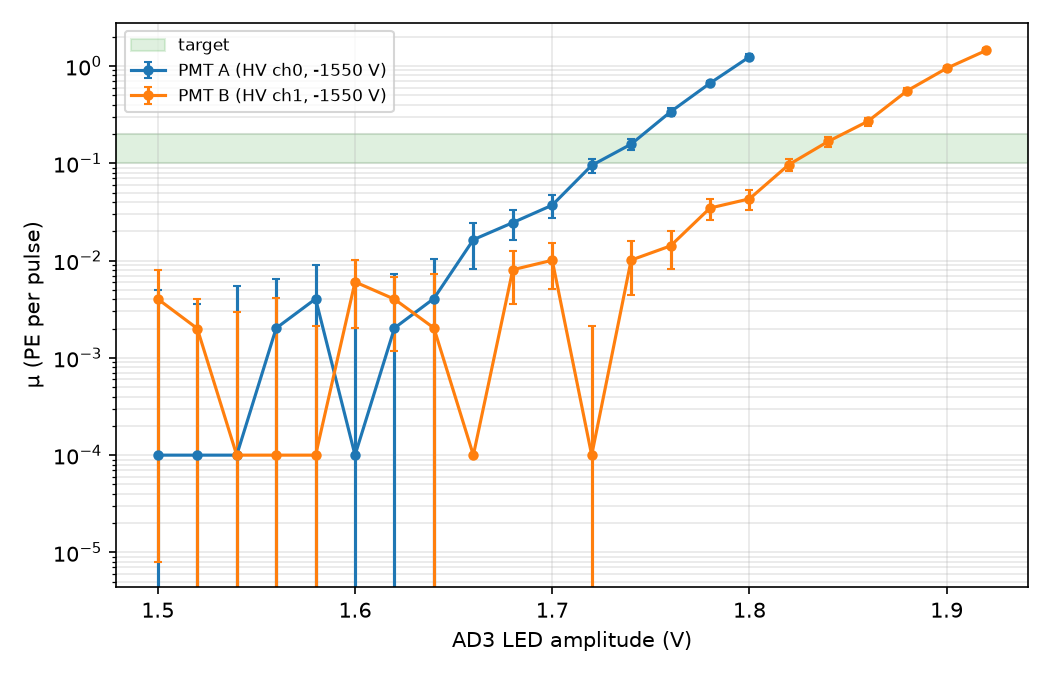 target
PMT A (HV ch0, -1550 V)
PMT B (HV ch1, -1550 V)
10⁰
10⁻¹
10⁻²
10⁻³
10⁻⁴
10⁻⁵
μ (PE per pulse)
1.5 1.6 1.7 1.8 1.9
AD3 LED amplitude (V)